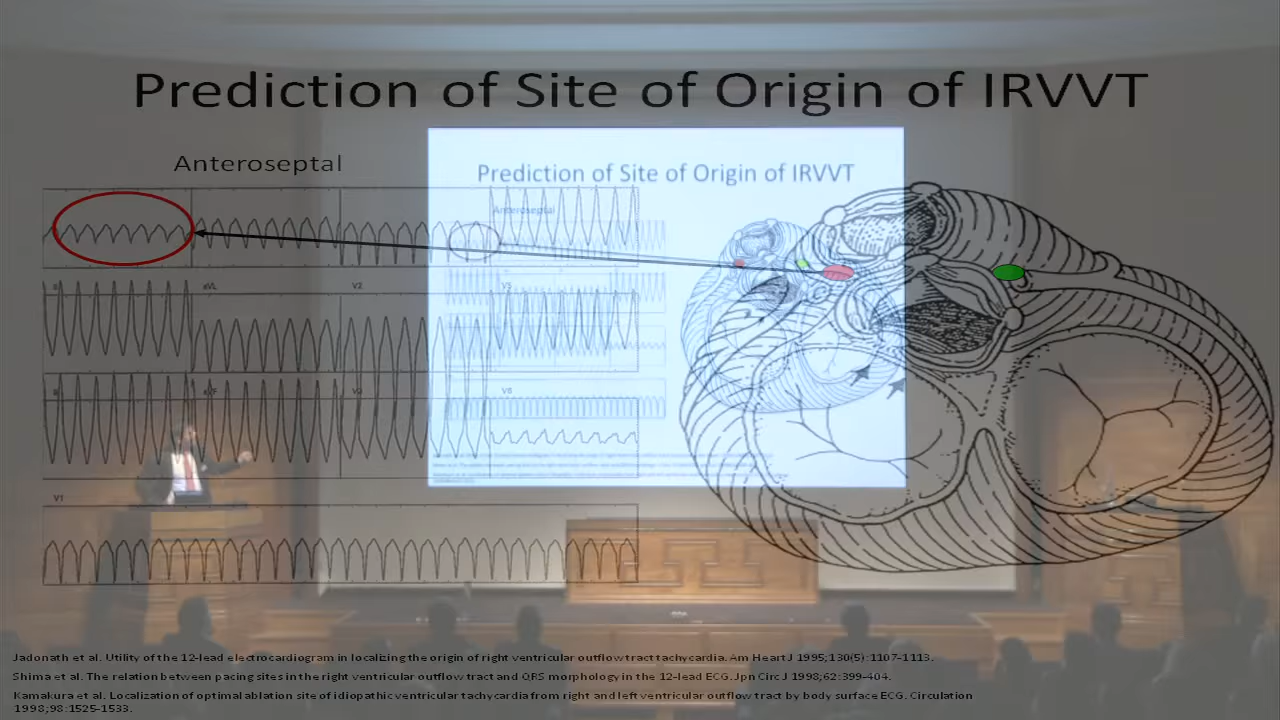 Prediction of Site of Origin of IRVVT
Anteroseptal
Prediction of Site of Origin of IRVVT
Anteroseptal
aVL
V2
V5
aVF
V3
V6
V1
Jadonath et al. Utility of the 12-lead electrocardiogram in localizing the origin of right ventricular outflow tract tachycardia. Am Heart J 1995;130(5):1107-1113.
Shima et al. The relation between pacing sites in the right ventricular outflow tract and QRS morphology in the 12-lead ECG. Jpn Circ J 1998;62:399-404.
Kamakura et al. Localization of optimal ablation site of idiopathic ventricular tachycardia from right and left ventricular outflow tract by body surface ECG. Circulation
1998;98:1525-1533.